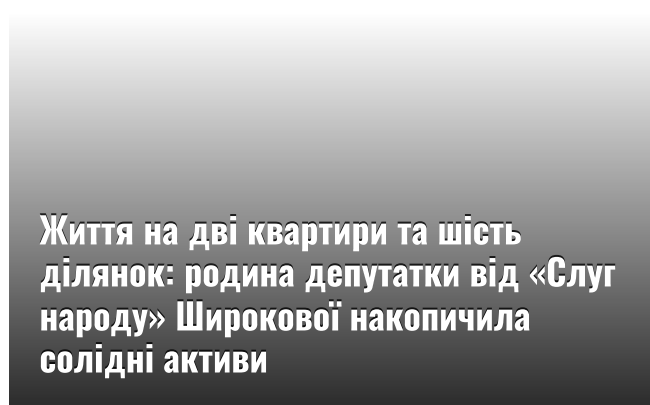 Життя на дві квартири та шість
ділянок: родина депутатки від «Слуг
народу» Широкової накопичила
солідні активи